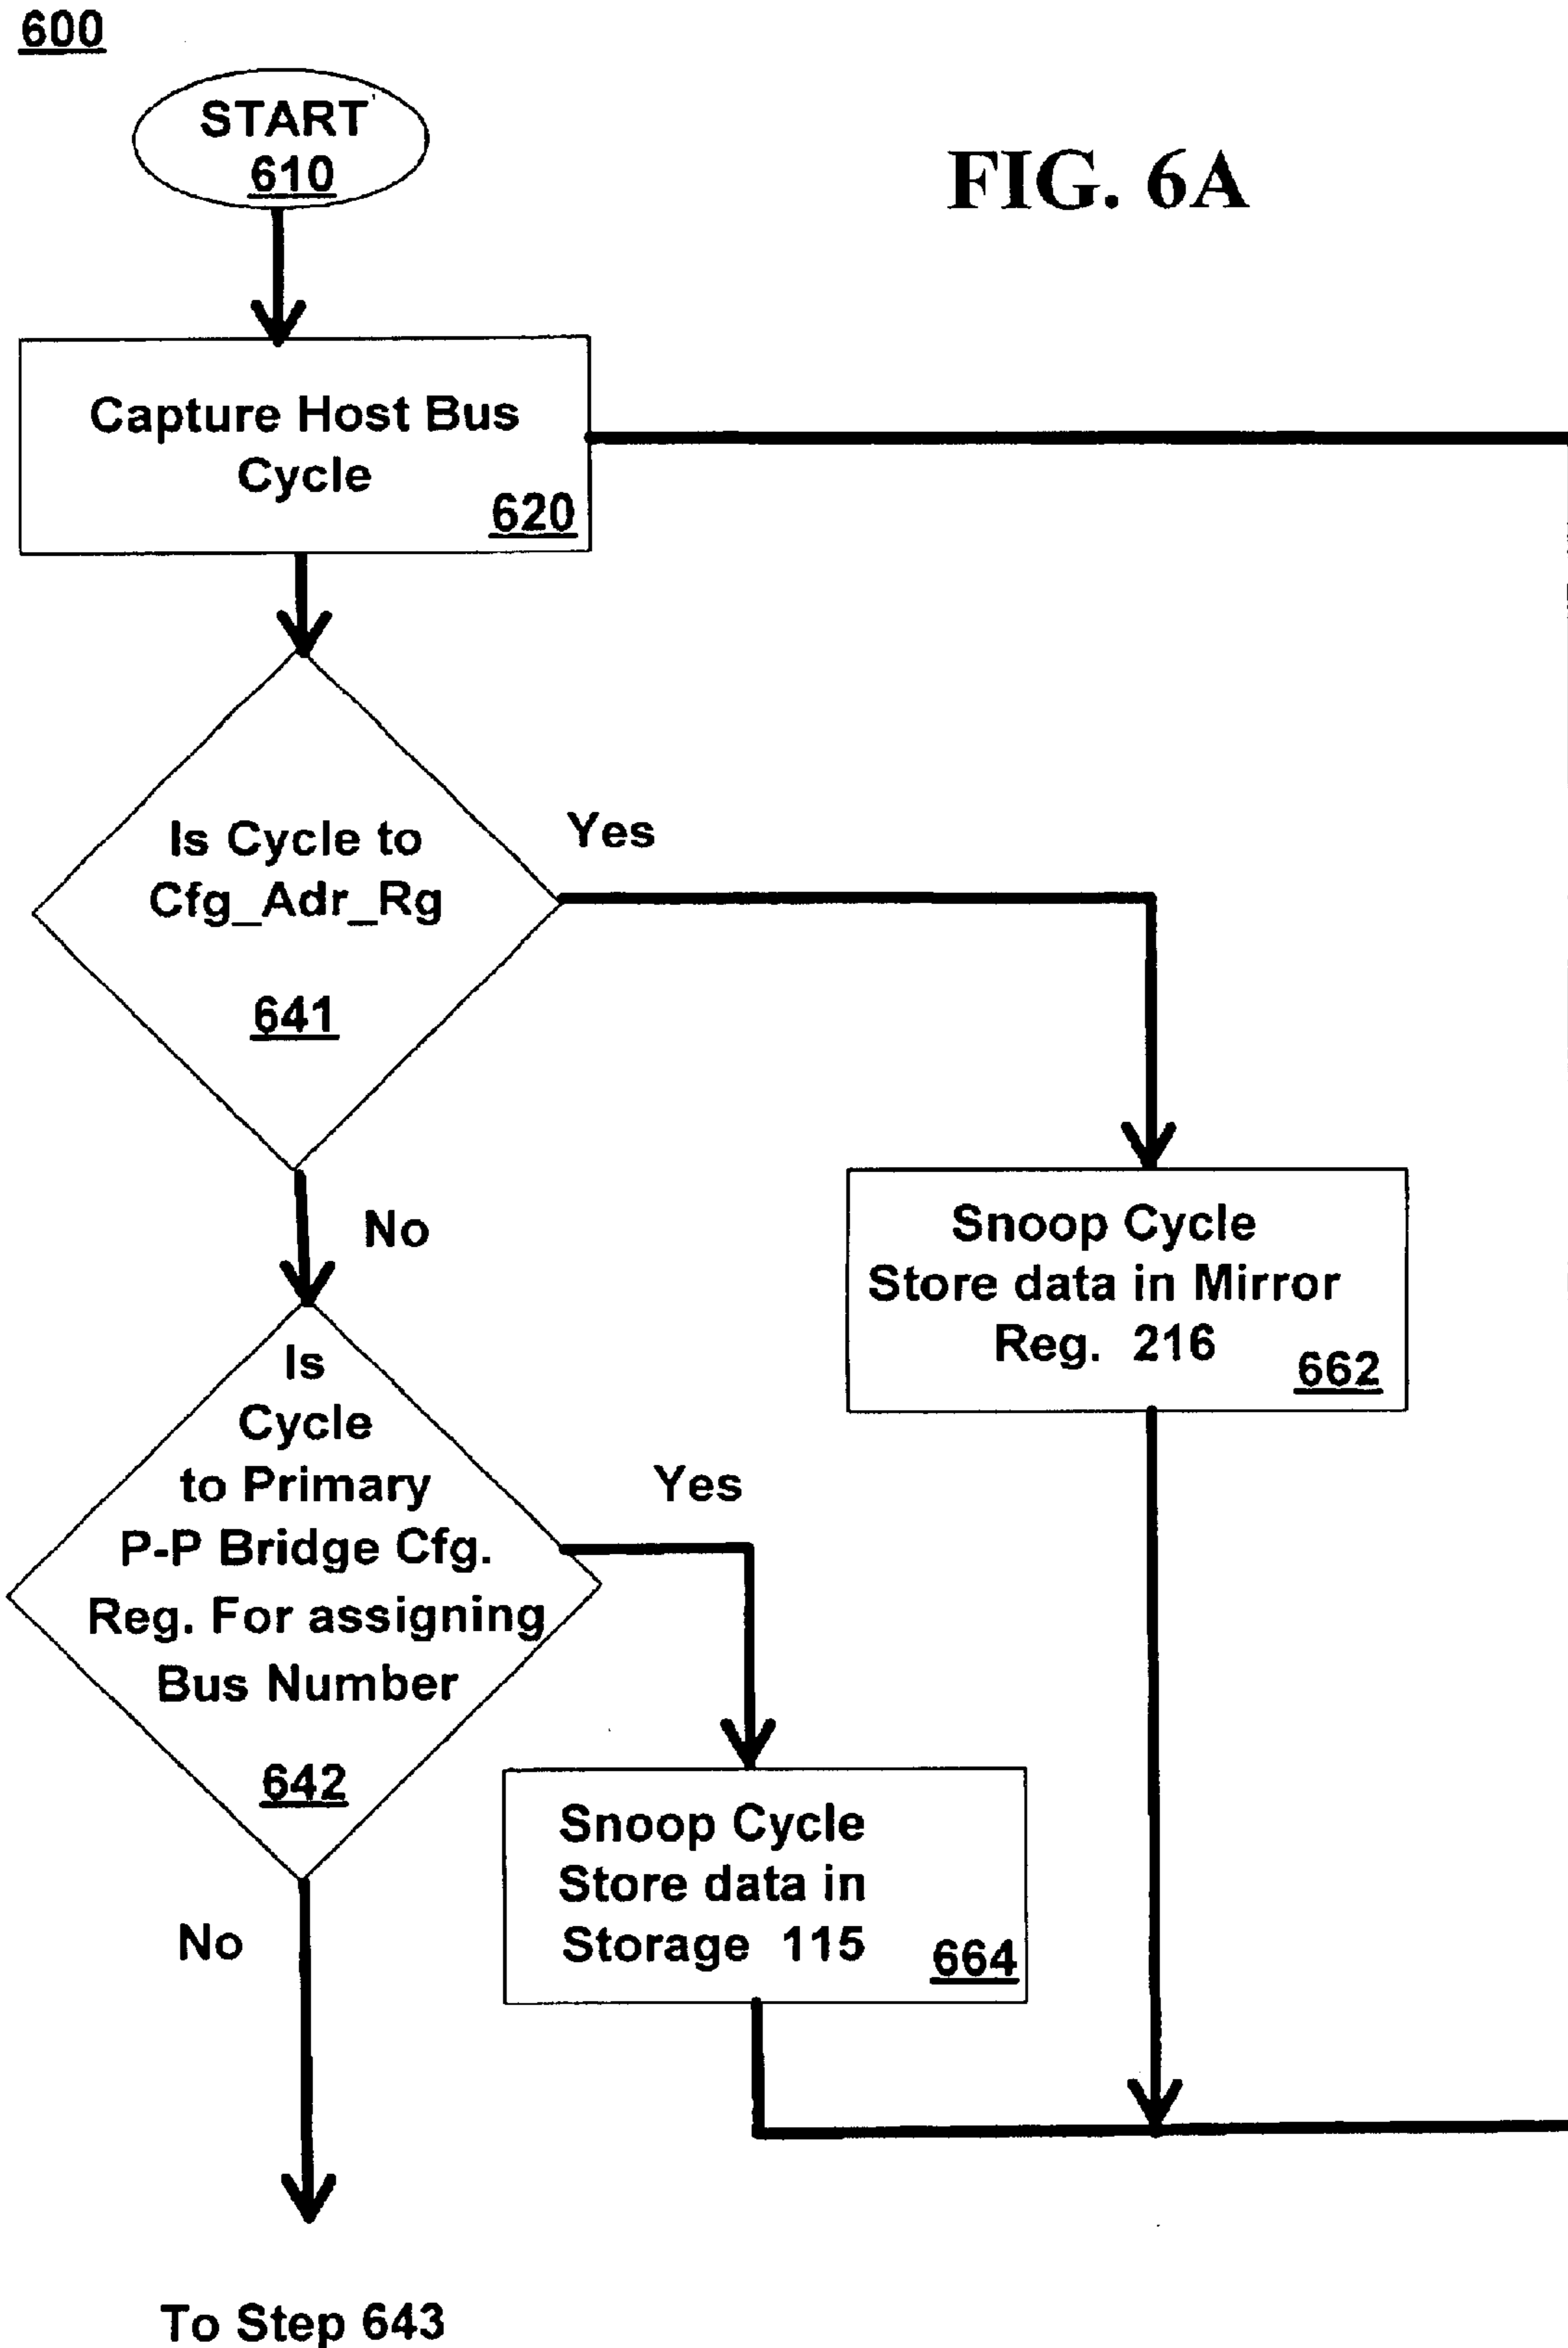 600
START
610
FIG. 6A
Capture Host Bus
Cycle
620
Is Cycle to
Cfg_Adr_Rg
641
Yes
No
Snoop Cycle
Store data in Mirror
Reg. 216
662
Is
Cycle
to Primary
P-P Bridge Cfg.
Reg. For assigning
Bus Number
642
Yes
No
Snoop Cycle
Store data in
Storage 115
664
To Step 643